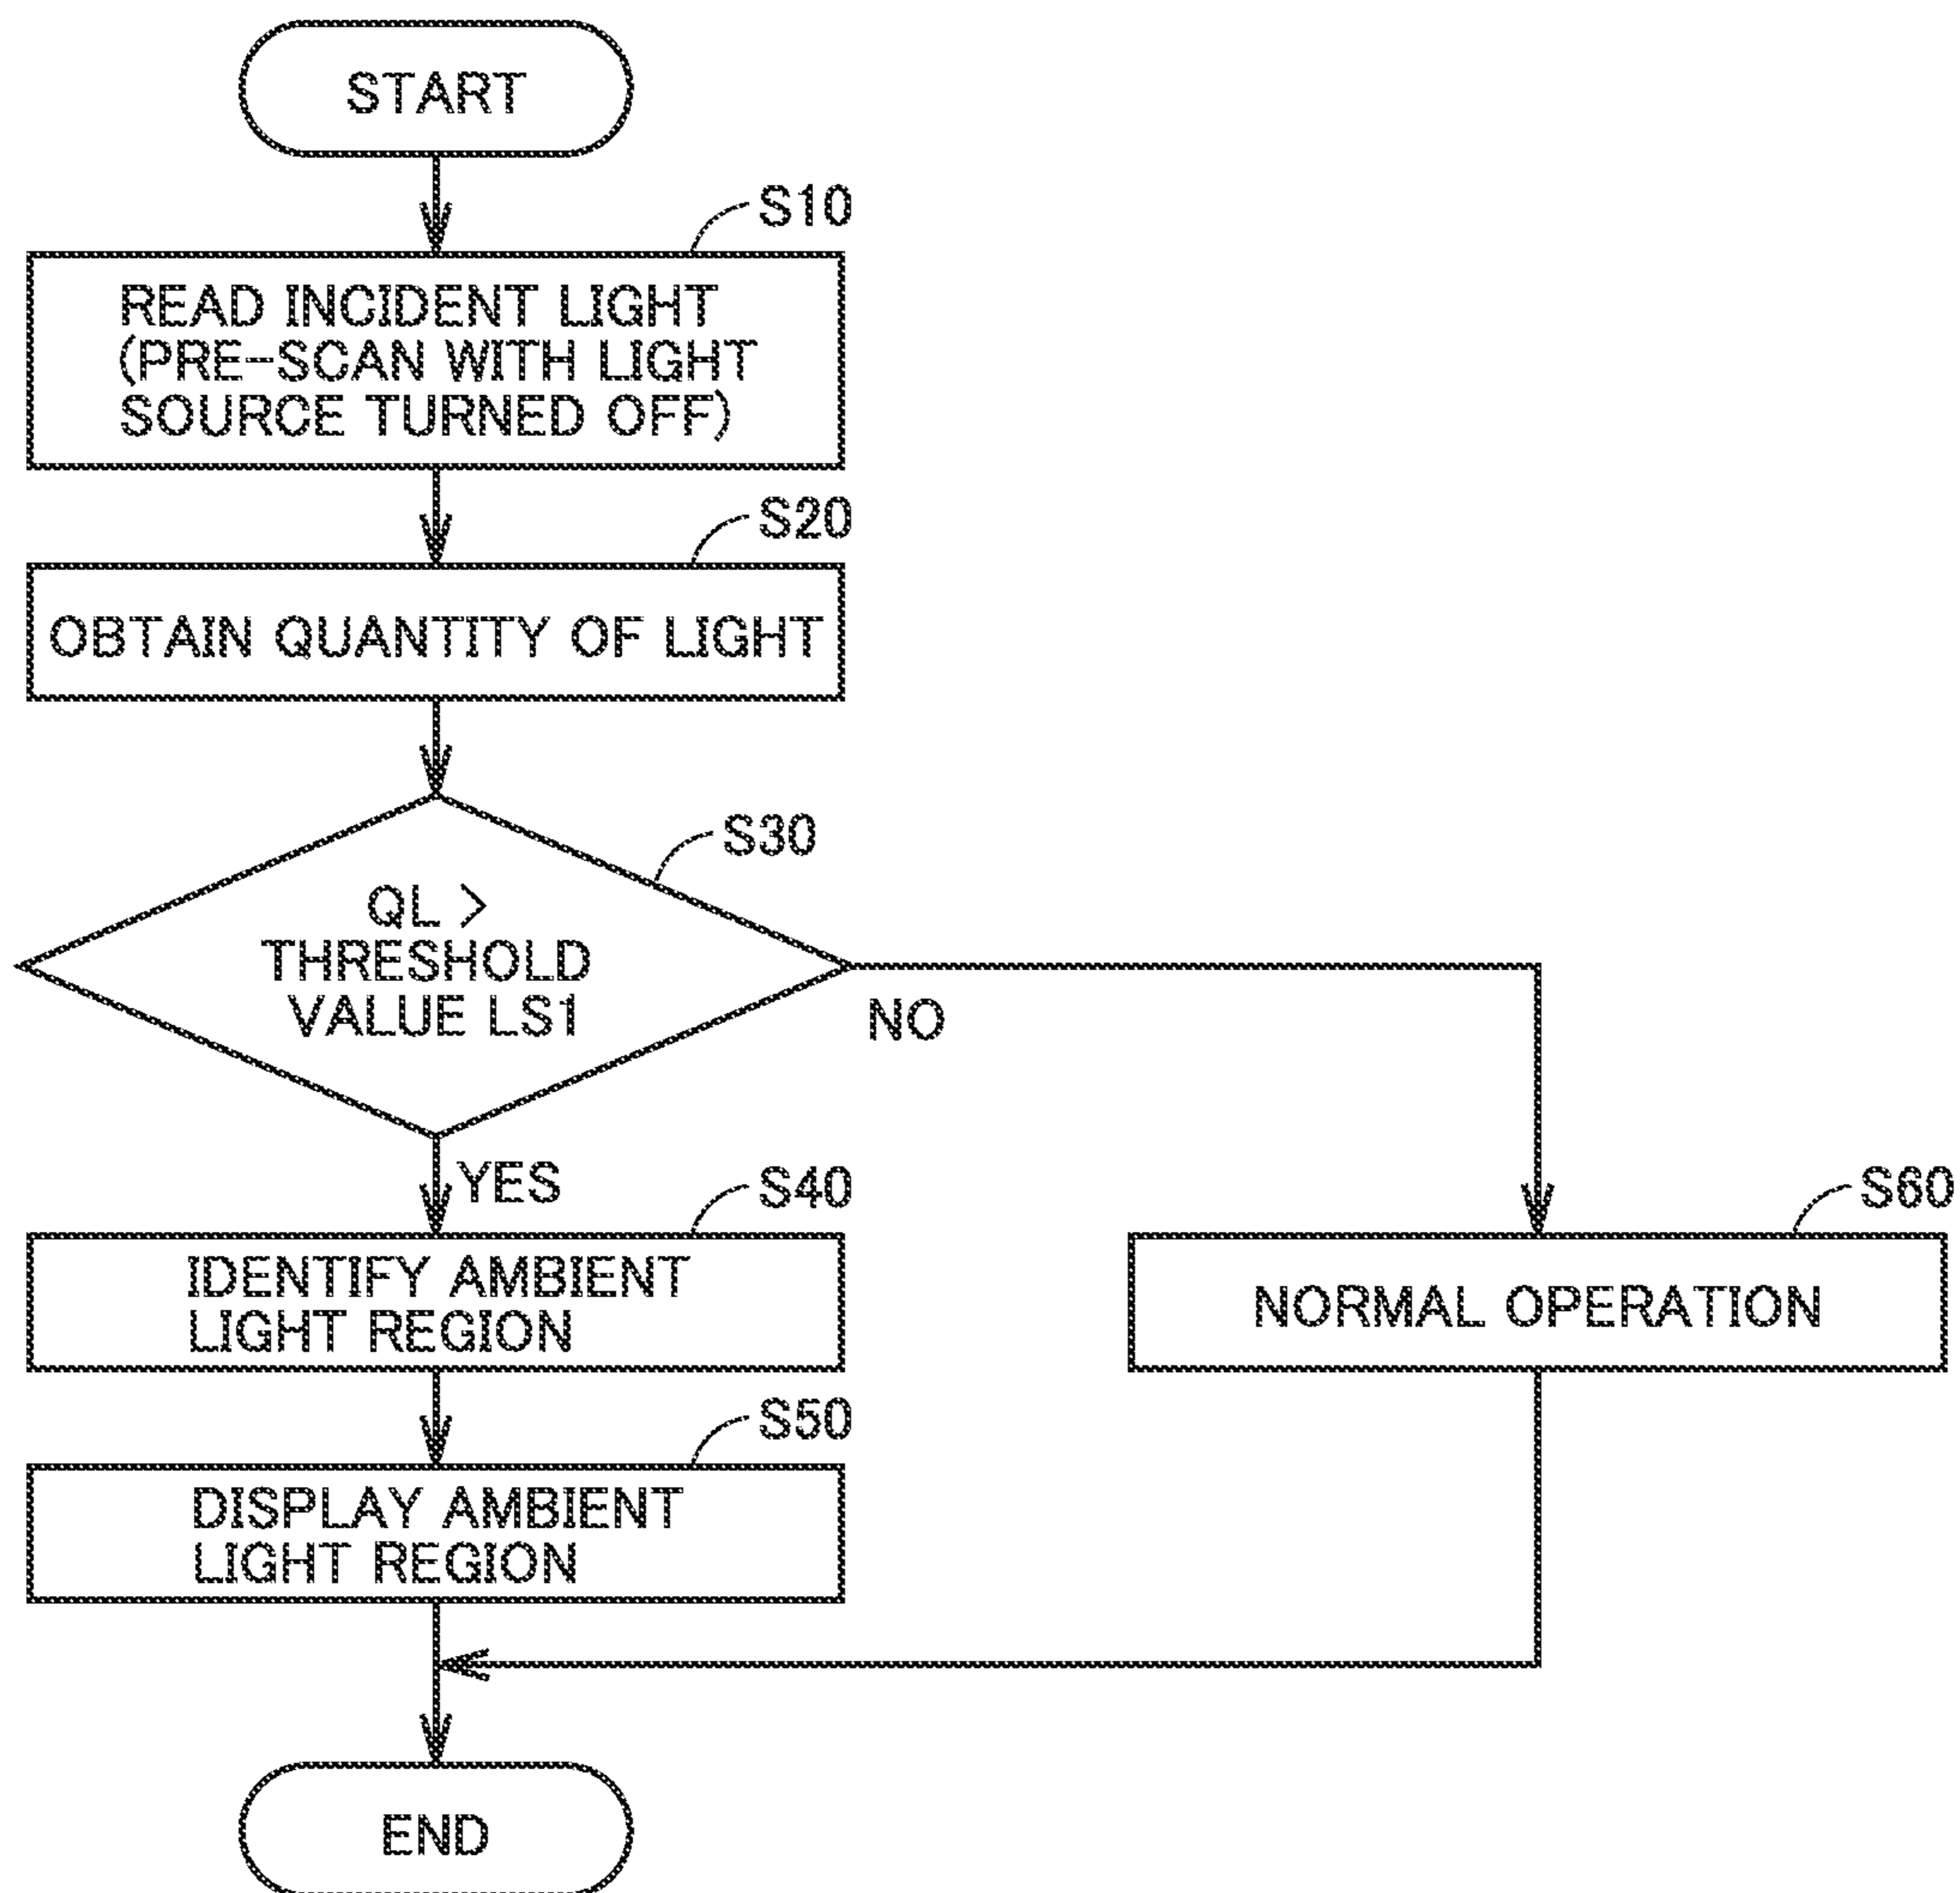 START
S10
READ INCIDENT LIGHT
(PRE-SCAN WITH LIGHT
SOURCE TURNED OFF)
S20
OBTAIN QUANTITY OF LIGHT
S30
QL >
THRESHOLD
VALUE LS1
NO
YES
S40
IDENTIFY AMBIENT
LIGHT REGION
S60
NORMAL OPERATION
S50
DISPLAY AMBIENT
LIGHT REGION
END